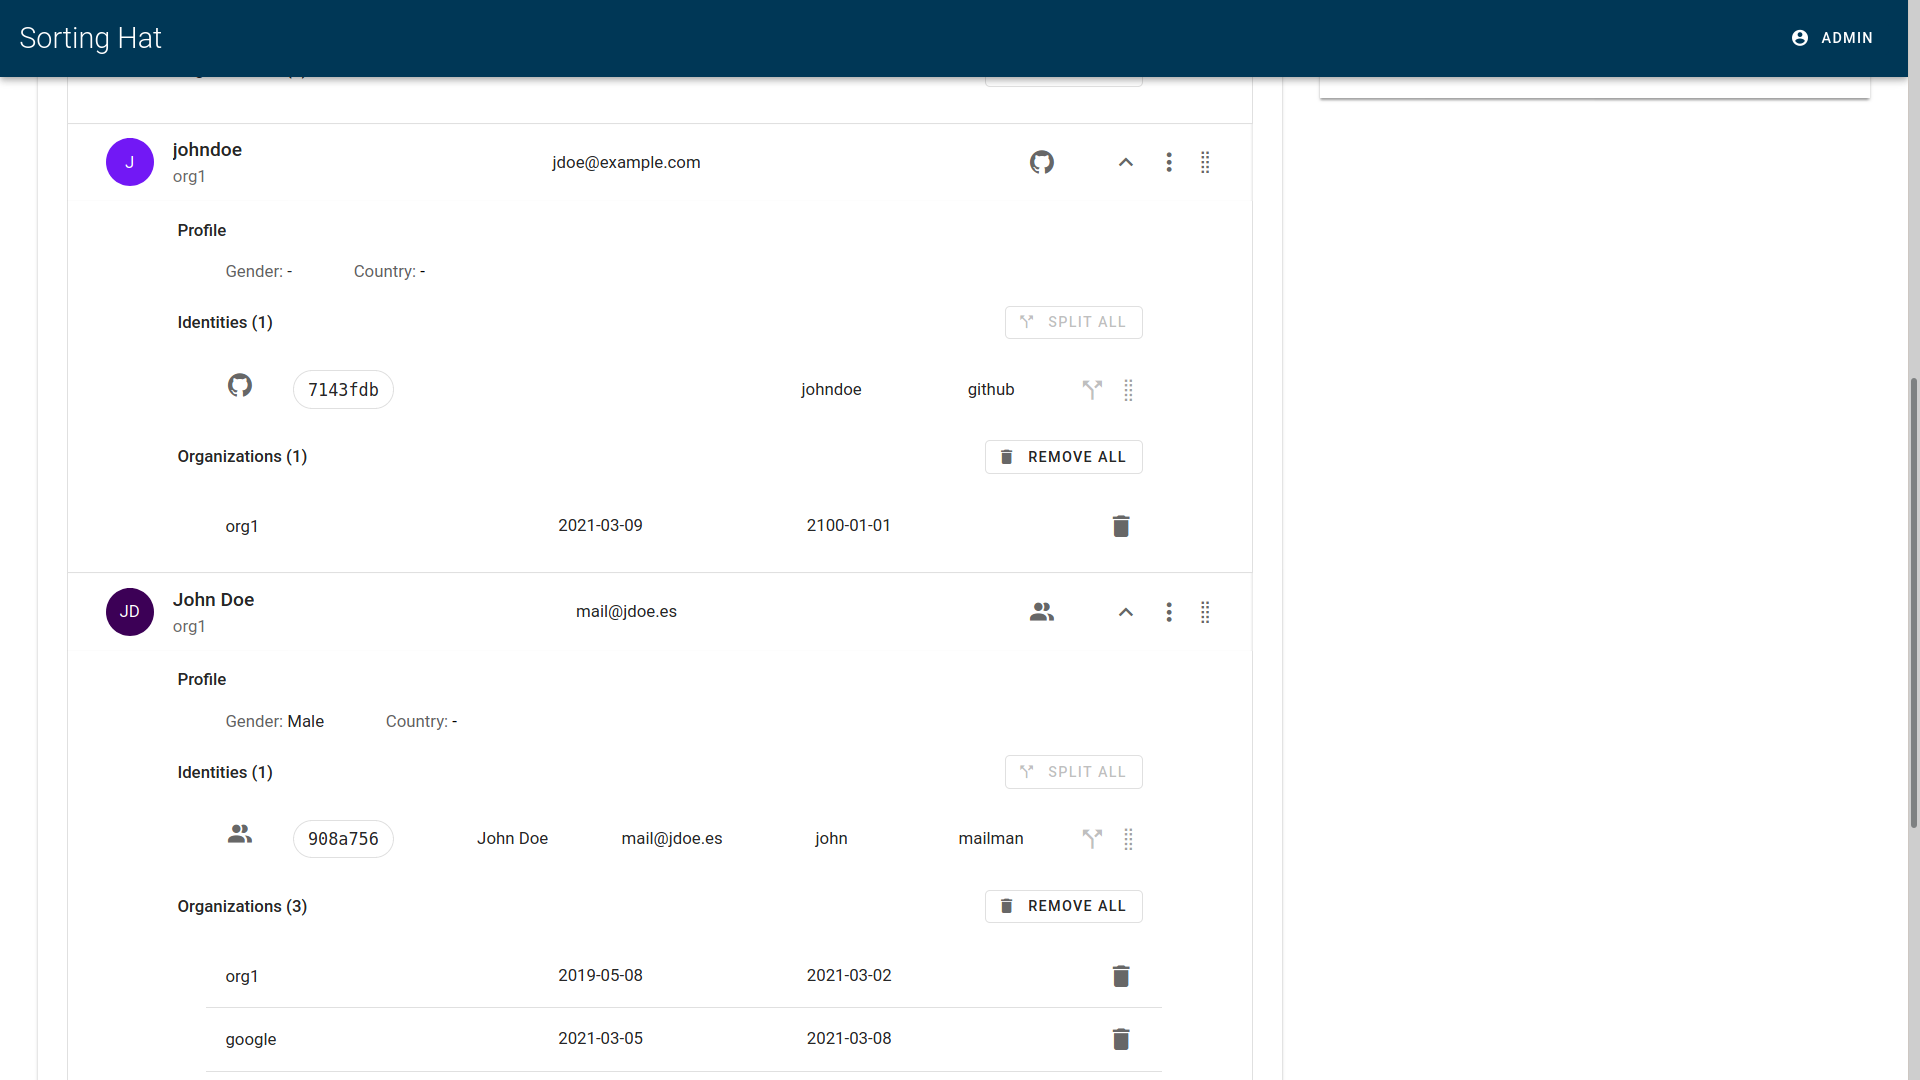 Sorting Hat
ADMIN
J
johndoe
org1
jdoe@example.com
Profile
Gender: -
Country: -
Identities (1)
SPLIT ALL
7143fdb
johndoe
github
Organizations (1)
REMOVE ALL
org1
2021-03-09
2100-01-01
JD
John Doe
org1
mail@jdoe.es
Profile
Gender: Male
Country: -
Identities (1)
SPLIT ALL
908a756
John Doe
mail@jdoe.es
john
mailman
Organizations (3)
REMOVE ALL
org1
2019-05-08
2021-03-02
google
2021-03-05
2021-03-08